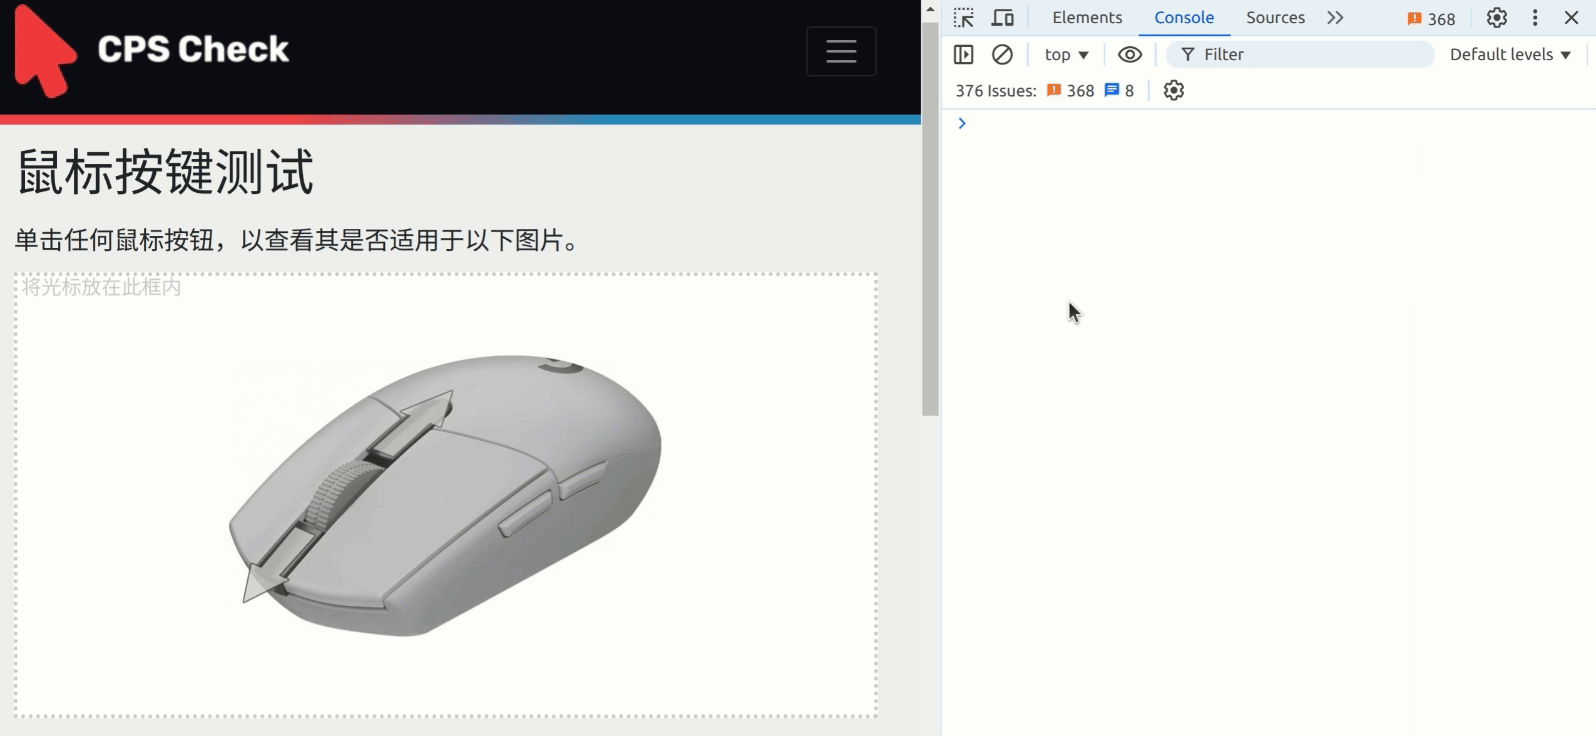 CPS Check
鼠标按键测试
单击任何鼠标按钮，以查看其是否适用于以下图片。
将光标放在此框内
Elements Console Sources 368
top Filter Default levels
376 Issues: 368 8